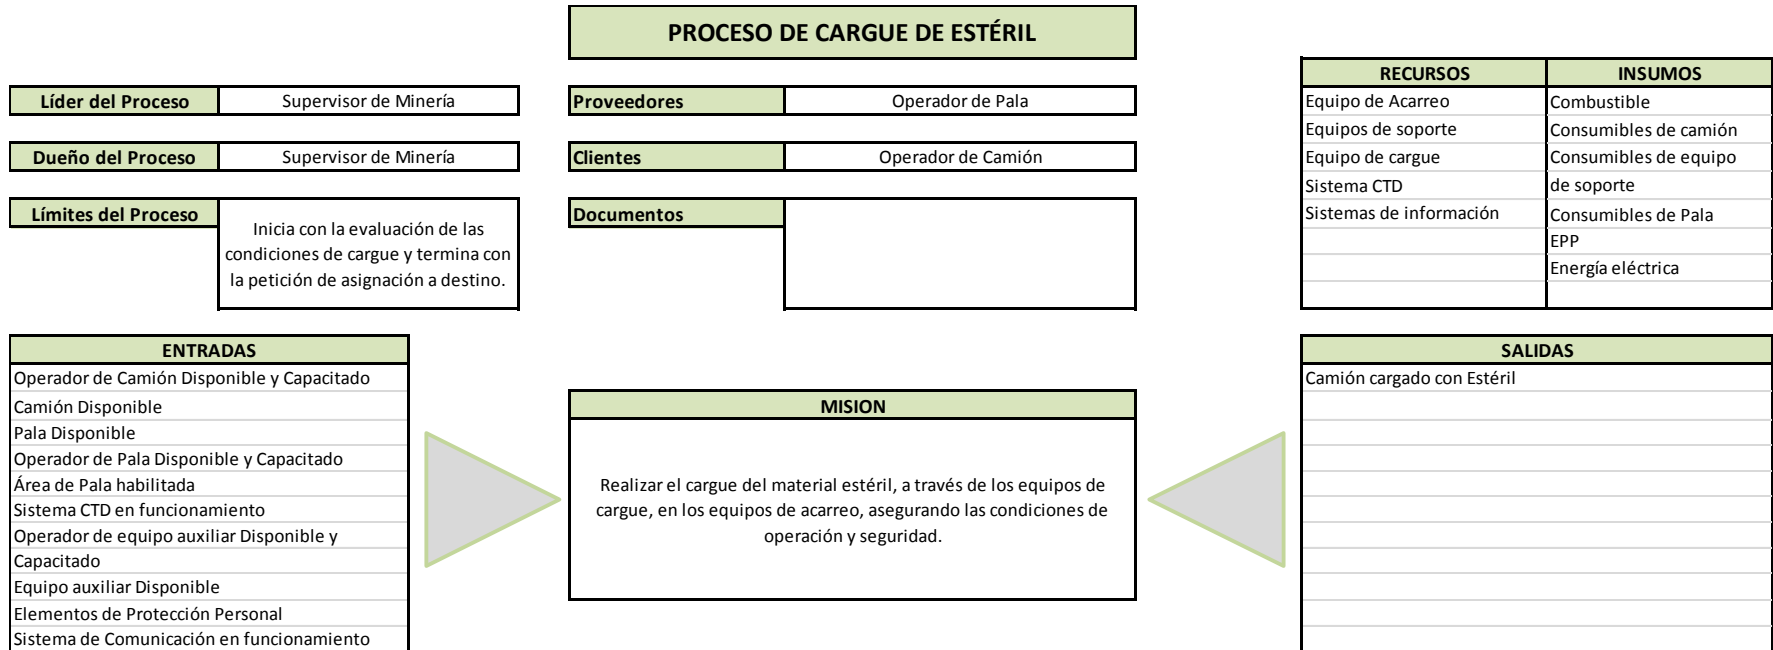 PROCESO DE CARGUE DE ESTÉRIL
Líder del Proceso
Supervisor de Minería
Dueño del Proceso
Supervisor de Minería
Límites del Proceso
Inicia con la evaluación de las
condiciones de cargue y termina con
la petición de asignación a destino.
Proveedores
Operador de Pala
Clientes
Operador de Camión
Documentos
RECURSOS
Equipo de Acarreo
Equipos de soporte
Equipo de cargue
Sistema CTD
Sistemas de información
INSUMOS
Combustible
Consumibles de camión
Consumibles de equipo
de soporte
Consumibles de Pala
EPP
Energía eléctrica
ENTRADAS
Operador de Camión Disponible y Capacitado
Camión Disponible
Pala Disponible
Operador de Pala Disponible y Capacitado
Área de Pala habilitada
Sistema CTD en funcionamiento
Operador de equipo auxiliar Disponible y
Capacitado
Equipo auxiliar Disponible
Elementos de Protección Personal
Sistema de Comunicación en funcionamiento
MISION
Realizar el cargue del material estéril, a través de los equipos de
cargue, en los equipos de acarreo, asegurando las condiciones de
operación y seguridad.
SALIDAS
Camión cargado con Estéril